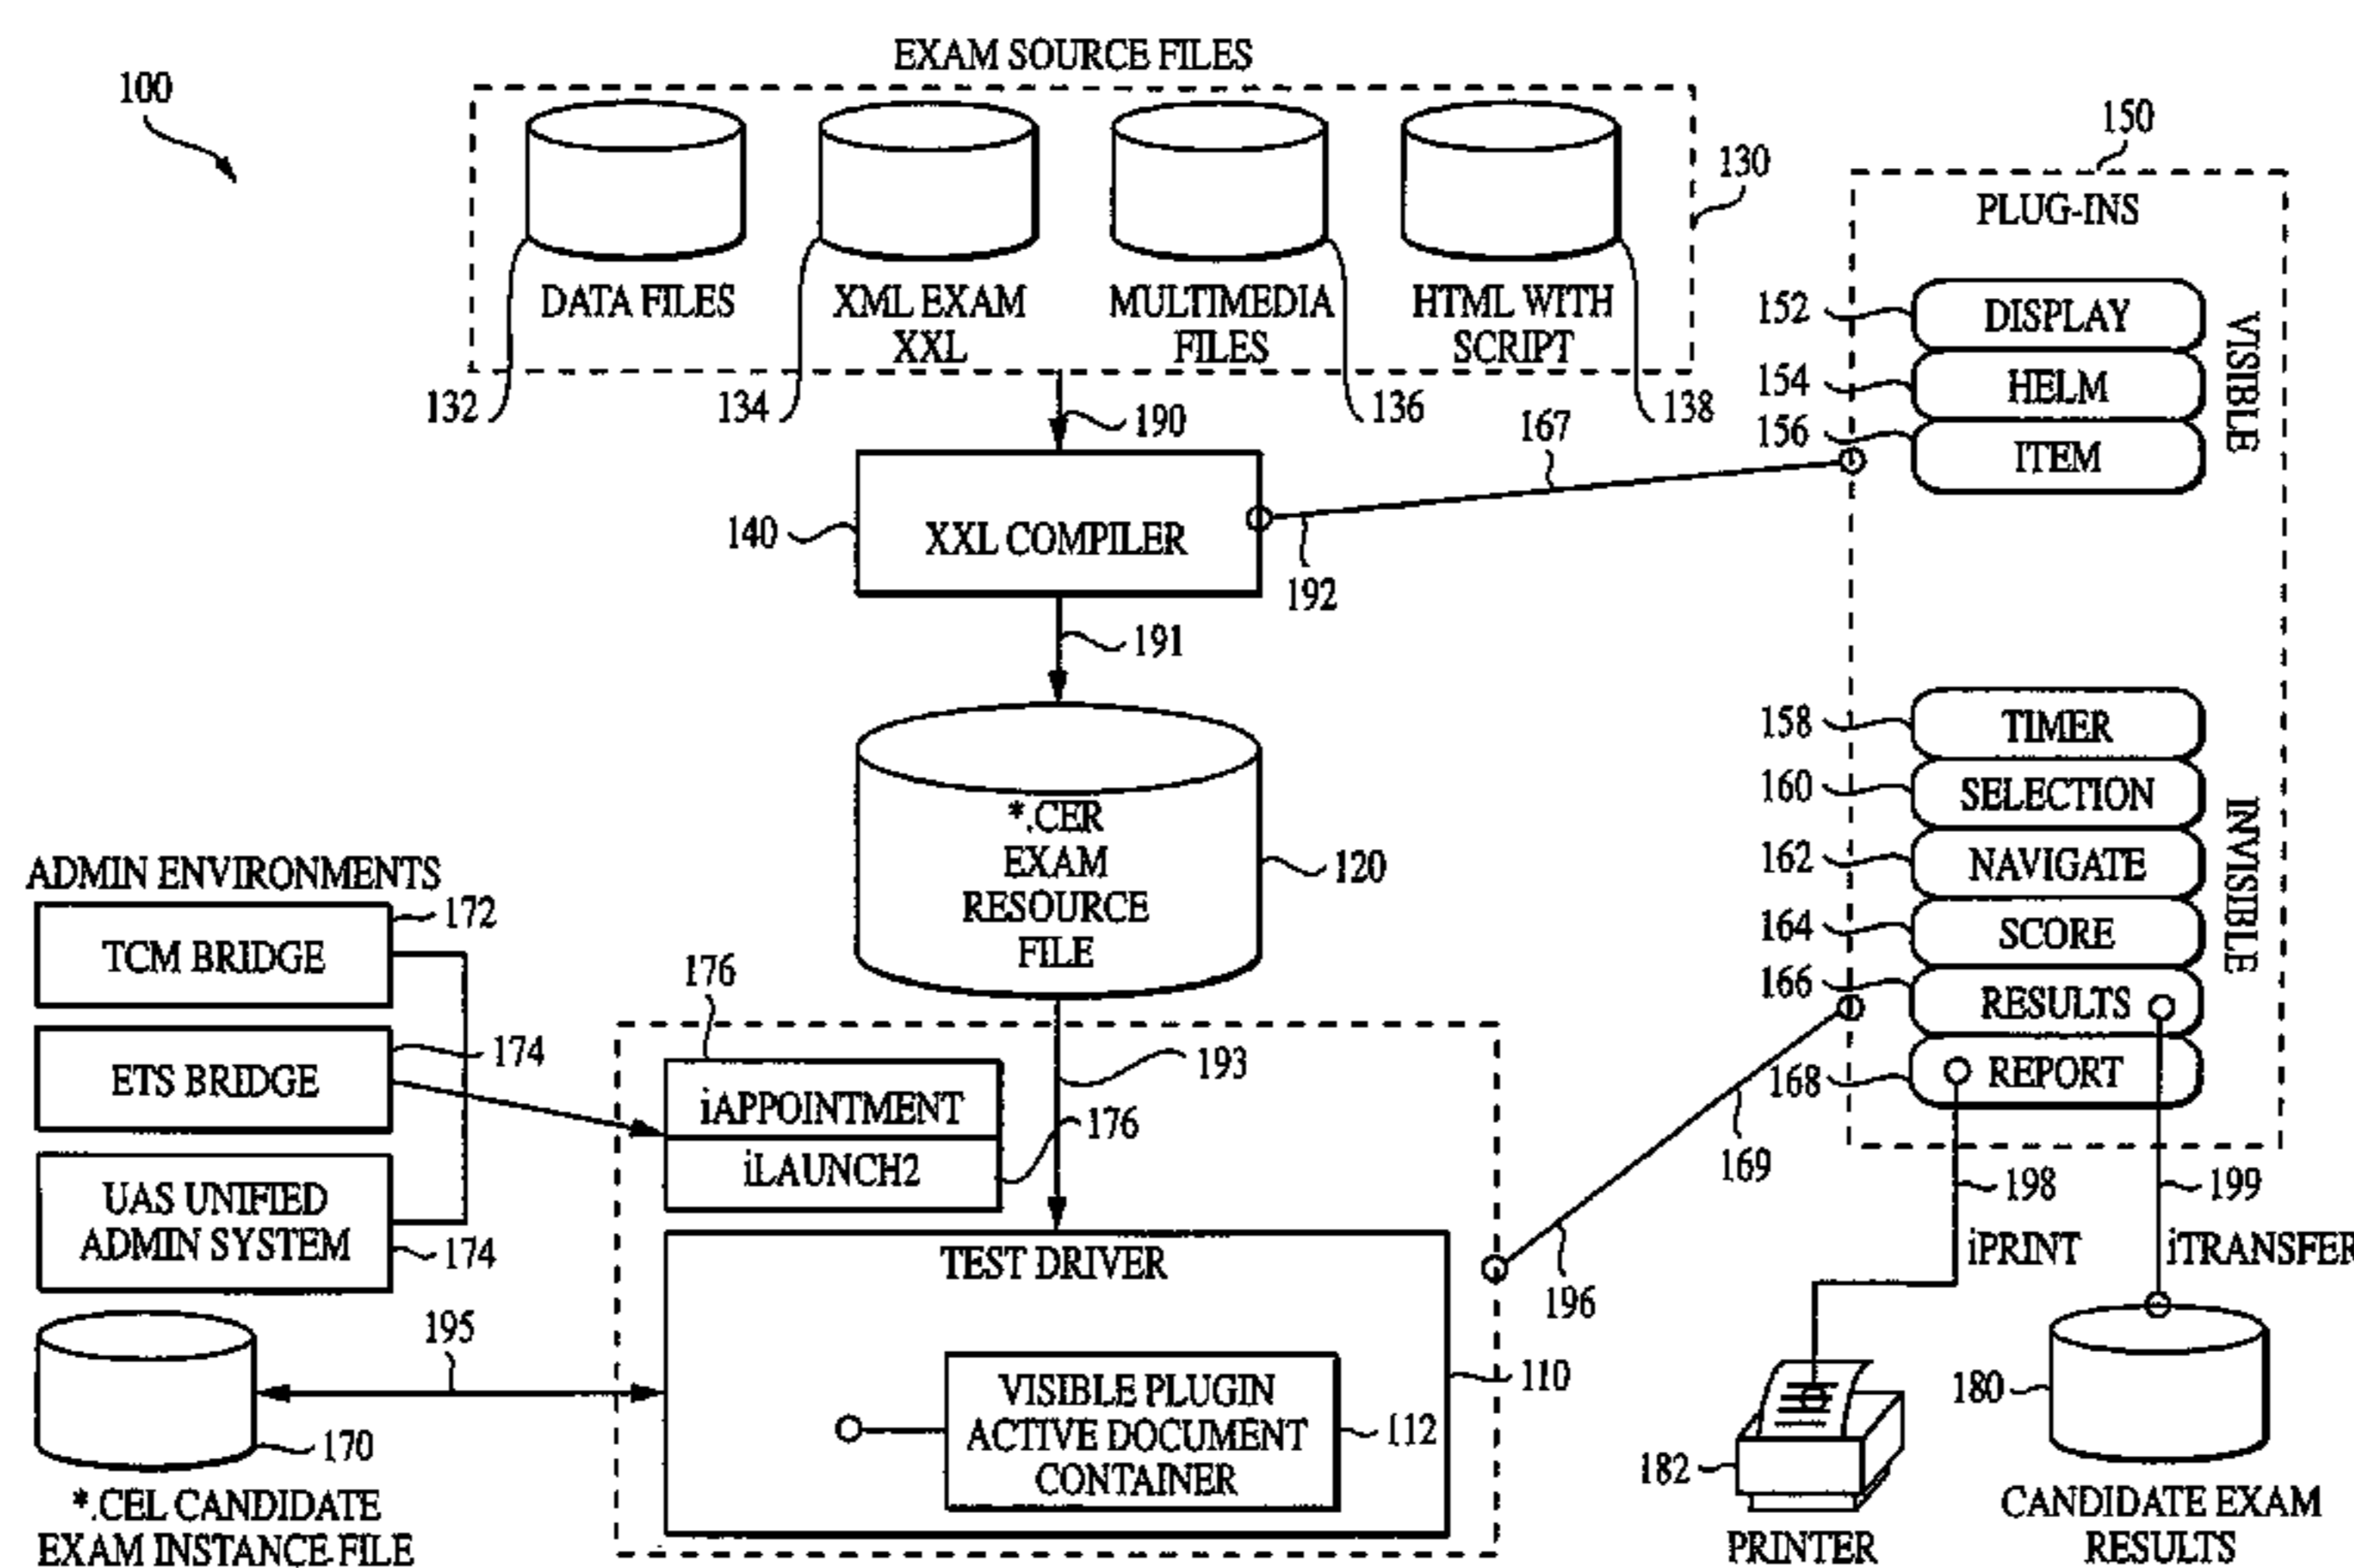 100
EXAM SOURCE FILES
DATA FILES
XML EXAM
XXL
MULTIMEDIA
FILES
HTML WITH
SCRIPT
130
132
134
136
138
190
140
XXL COMPILER
167
192
191
150
PLUG-INS
152
DISPLAY
154
HELM
156
ITEM
VISIBLE
158
TIMER
160
SELECTION
162
NAVIGATE
164
SCORE
166
RESULTS
168
REPORT
INVISIBLE
*.CER
EXAM
RESOURCE
FILE
120
ADMIN ENVIRONMENTS
172
TCM BRIDGE
ETS BRIDGE
174
UAS UNIFIED
ADMIN SYSTEM
174
176
iAPPOINTMENT
iLAUNCH2
176
193
169
196
198
199
iPRINT
iTRANSFER
TEST DRIVER
VISIBLE PLUGIN
ACTIVE DOCUMENT
CONTAINER
110
112
195
170
*.CEL CANDIDATE
EXAM INSTANCE FILE
182
PRINTER
180
CANDIDATE EXAM
RESULTS